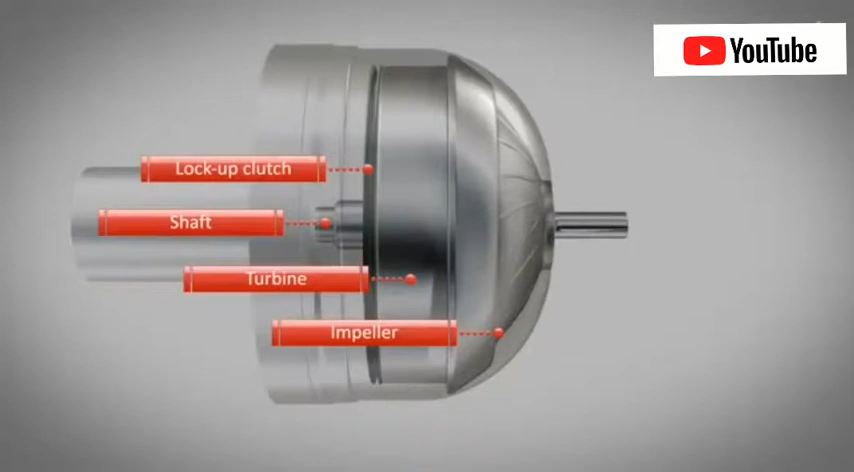 YouTube
Lock-up clutch
Shaft
Turbine
Impeller